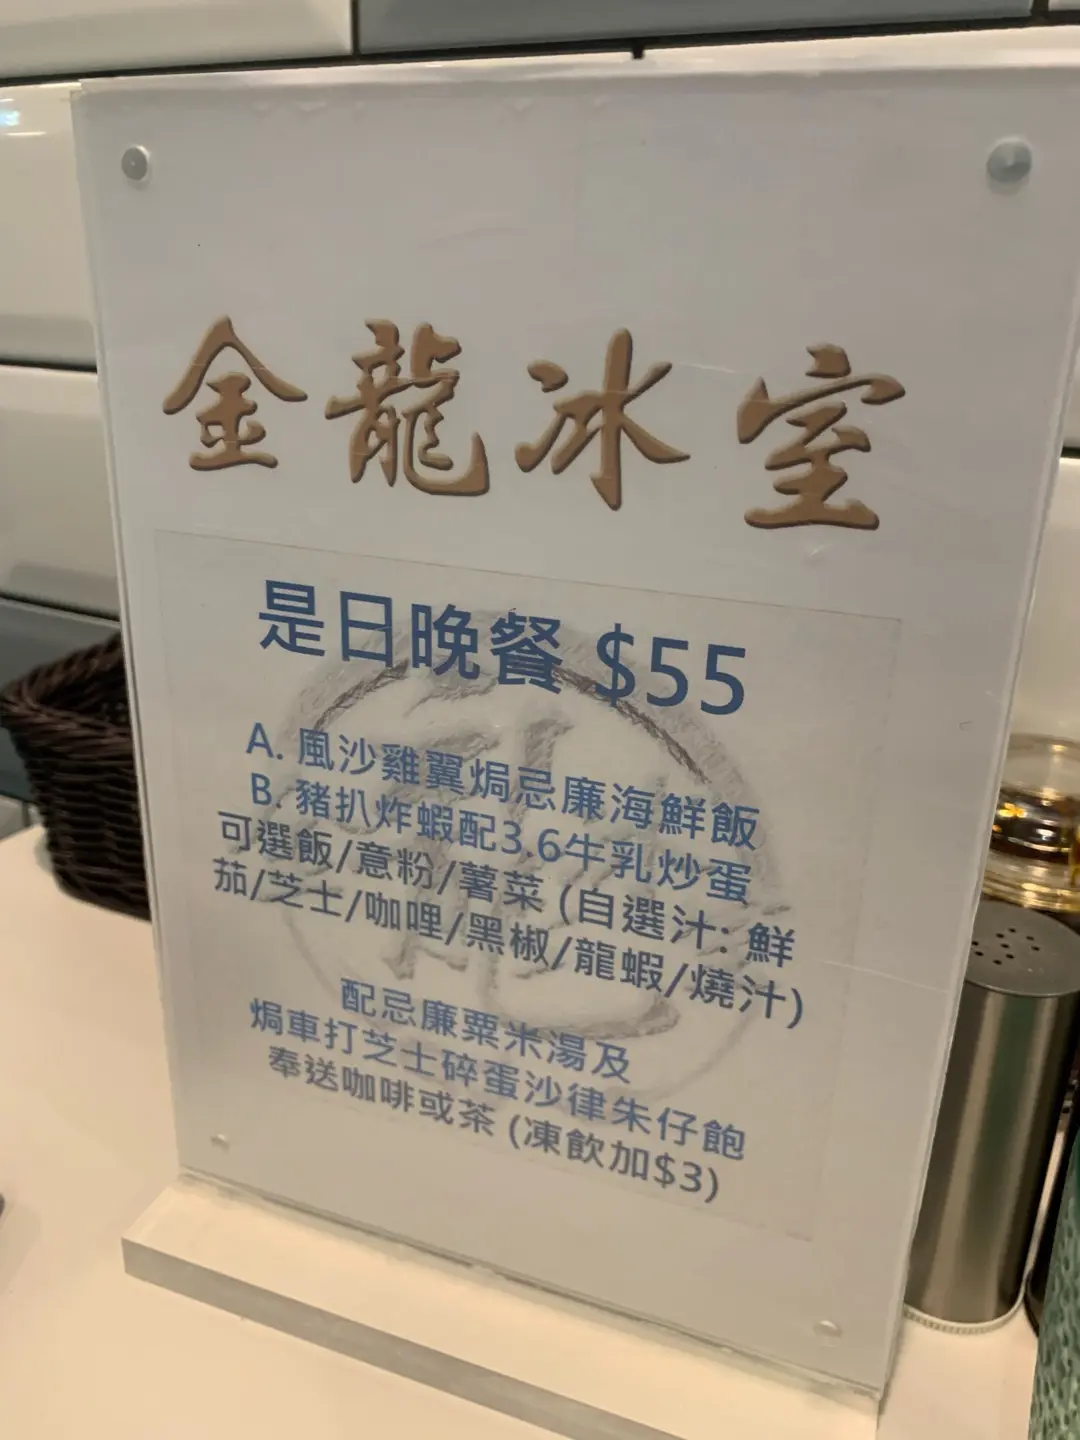 金龍冰室
是日晚餐 $55
A. 風沙雞翼焗忌廉海鮮飯
B. 豬扒炸蝦配3.6牛乳炒蛋
可選飯/意粉/薯菜 (自選汁: 鮮
茄/芝士/咖哩/黑椒/龍蝦/燒汁)
配忌廉粟米湯及
焗車打芝士碎蛋沙律朱仔飽
奉送咖啡或茶 (凍飲加$3)